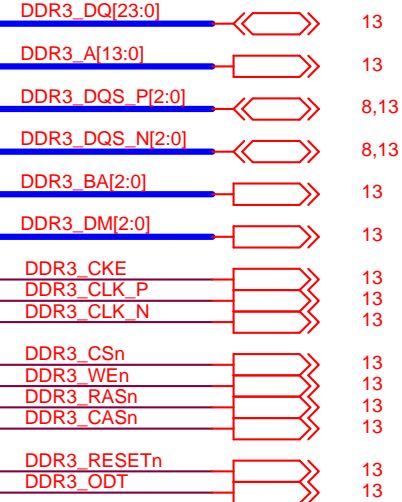 DDR3_DQ[23:0] 13
DDR3_A[13:0] 13
DDR3_DQS_P[2:0] 8,13
DDR3_DQS_N[2:0] 8,13
DDR3_BA[2:0] 13
DDR3_DM[2:0] 13
DDR3_CKE 13
DDR3_CLK_P 13
DDR3_CLK_N 13
DDR3_CSn 13
DDR3_WEn 13
DDR3_RASn 13
DDR3_CASn 13
DDR3_RESETn 13
DDR3_ODT 13